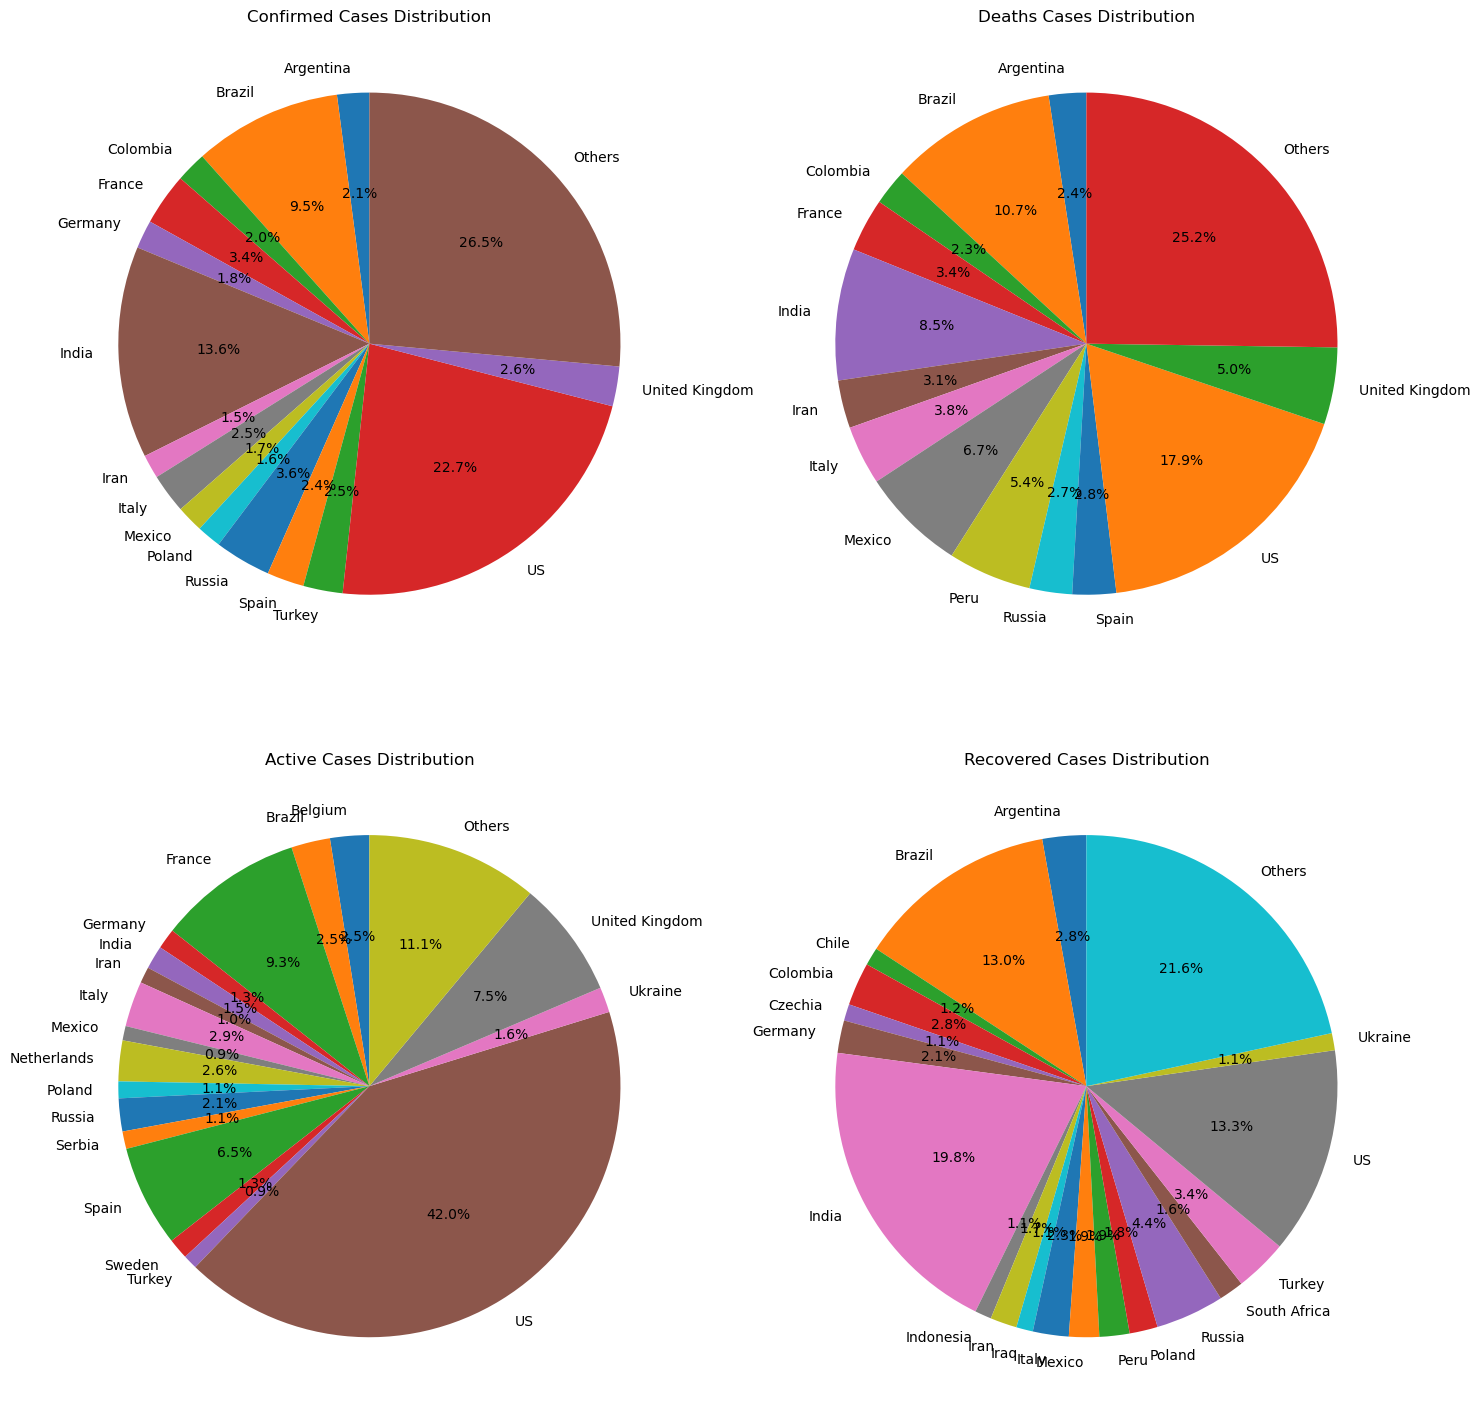 Confirmed Cases Distribution
Argentina
Brazil
Colombia
France
Germany
India
Iran
Italy
Mexico
Poland
Russia
Spain
Turkey
US
United Kingdom
Others
2.1%
9.5%
2.0%
3.4%
1.8%
13.6%
1.5%
2.5%
1.7%
1.6%
3.6%
2.4%
2.5%
22.7%
2.6%
26.5%
Deaths Cases Distribution
Argentina
Brazil
Colombia
France
India
Iran
Italy
Mexico
Peru
Russia
Spain
US
United Kingdom
Others
2.4%
10.7%
2.3%
3.4%
8.5%
3.1%
3.8%
6.7%
5.4%
2.7%
2.8%
17.9%
5.0%
25.2%
Active Cases Distribution
Belgium
Brazil
France
Germany
India
Iran
Italy
Mexico
Netherlands
Poland
Russia
Serbia
Spain
Sweden
Turkey
US
Ukraine
United Kingdom
Others
2.5%
2.5%
9.3%
1.3%
1.5%
1.0%
2.9%
0.9%
2.6%
1.1%
2.1%
1.1%
6.5%
1.3%
0.9%
42.0%
1.6%
7.5%
11.1%
Recovered Cases Distribution
Argentina
Brazil
Chile
Colombia
Czechia
Germany
India
Indonesia
Iran
Iraq
Italy
Mexico
Peru
Poland
Russia
South Africa
Turkey
US
Ukraine
Others
2.8%
13.0%
1.2%
2.8%
1.1%
2.1%
19.8%
1.1%
1.1%
2.3%
1.9%
1.9%
1.8%
4.4%
1.6%
3.4%
13.3%
1.1%
21.6%